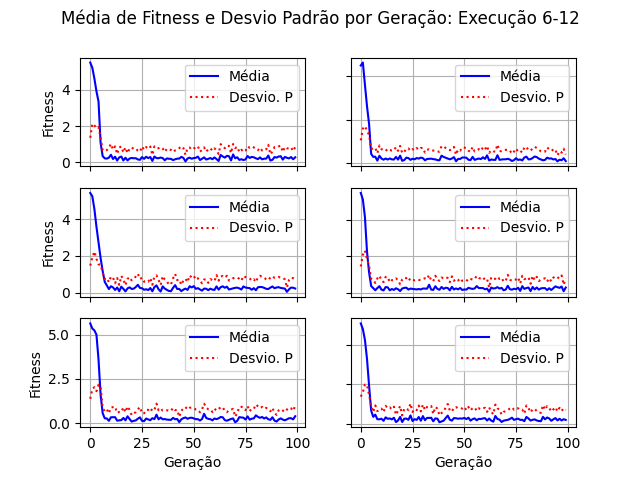 Média de Fitness e Desvio Padrão por Geração: Execução 6-12
Fitness
4
2
0
Média
Desvio. P
Média
Desvio. P
Fitness
4
2
0
Média
Desvio. P
Média
Desvio. P
Fitness
5.0
2.5
0.0
Média
Desvio. P
Média
Desvio. P
0 25 50 75 100
0 25 50 75 100
Geração
Geração